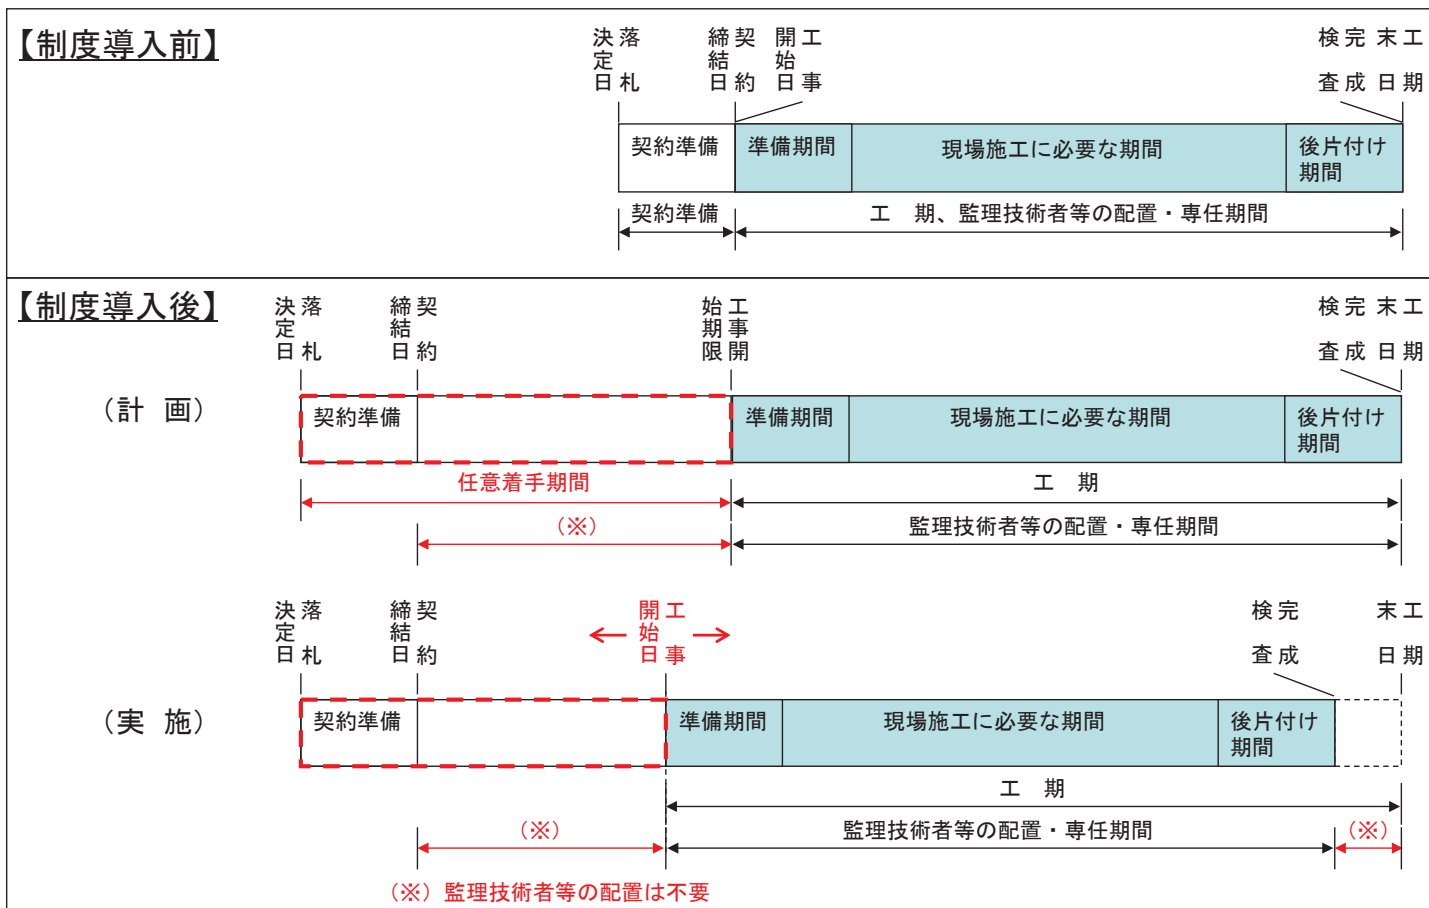 【制度導入前】
落札
決定日
契約
締結日
工事
開始日
完成
検査
工期
末日
契約準備
準備期間
現場施工に必要な期間
後片付け
期間
契約準備
工 期、監理技術者等の配置・専任期間
【制度導入後】
落札
決定日
契約
締結日
工事開
始期限
完成
検査
工期
末日
（計 画）
契約準備
準備期間
現場施工に必要な期間
後片付け
期間
任意着手期間
工 期
（※）
監理技術者等の配置・専任期間
落札
決定日
契約
締結日
工事
開始日
完成
検査
工期
末日
（実 施）
契約準備
準備期間
現場施工に必要な期間
後片付け
期間
工 期
（※）
監理技術者等の配置・専任期間
（※）
（※）監理技術者等の配置は不要